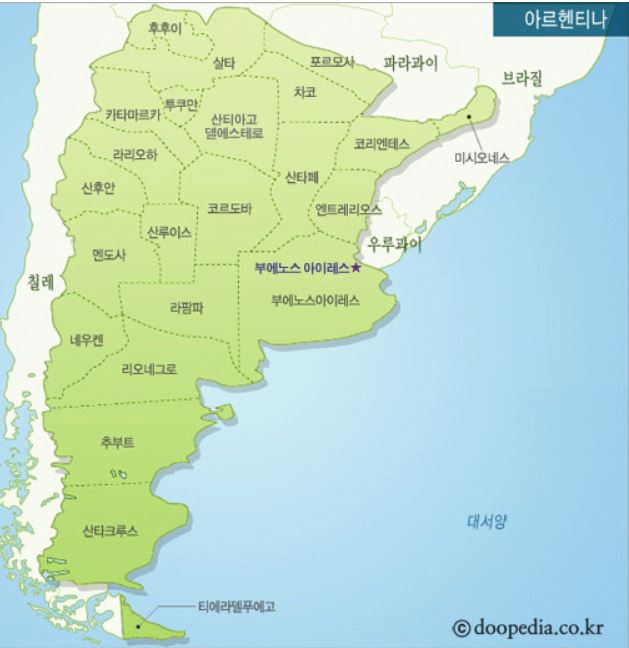 아르헨티나
후후이
살타
포르모사
파라과이
브라질
차코
카타마르카
투쿠만
산티아고
델에스테로
코리엔테스
미시오네스
라리오하
산타페
산후안
코르도바
엔트레리오스
산루이스
우루과이
멘도사
부에노스 아이레스★
칠레
부에노스아이레스
라팜파
네우켄
리오네그로
추부트
대서양
산타크루스
티에라델푸에고
©doopedia.co.kr